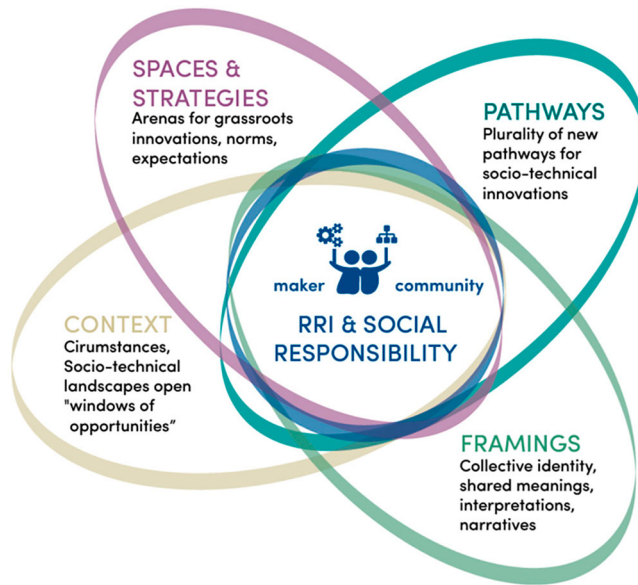 SPACES &
STRATEGIES
Arenas for grassroots
innovations, norms,
expectations
PATHWAYS
Plurality of new
pathways for
socio-technical
innovations
maker community
RRI & SOCIAL
RESPONSIBILITY
CONTEXT
Cirumstances,
Socio-technical
landscapes open
"windows of
opportunities”
FRAMINGS
Collective identity,
shared meanings,
interpretations,
narratives